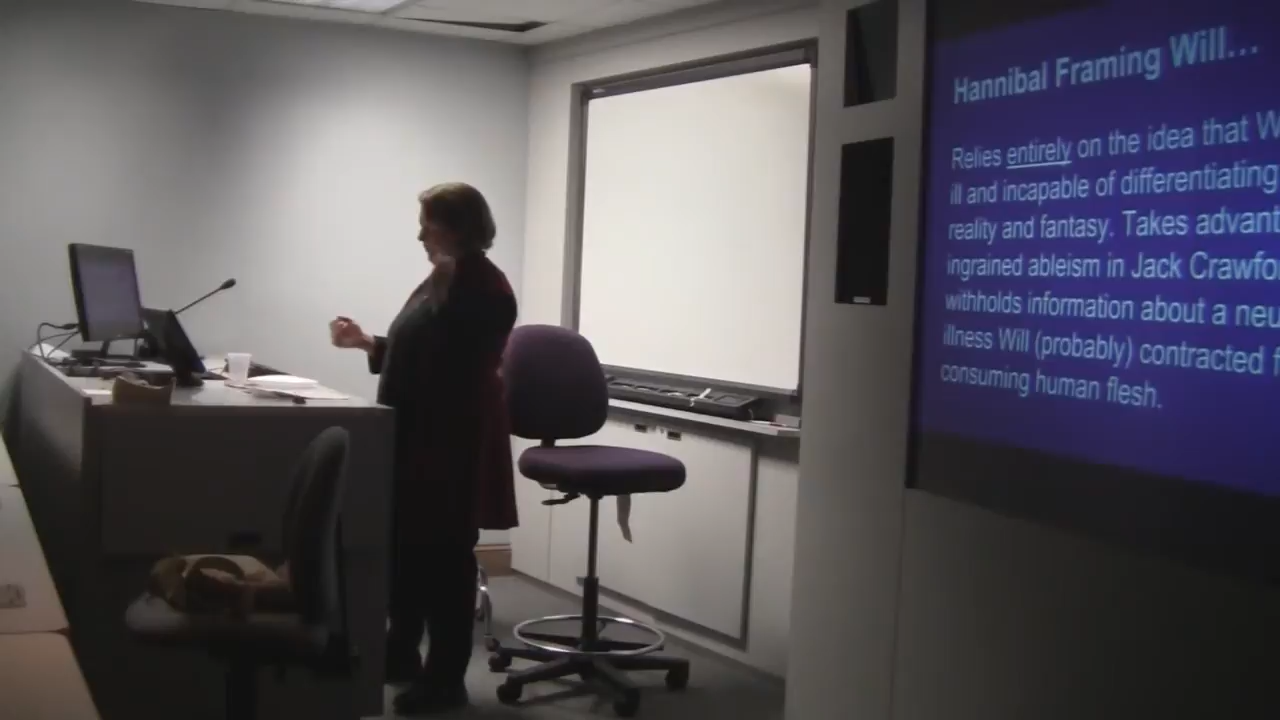 Hannibal Framing Will...
Relies entirely on the idea that W
ill and incapable of differentiating
reality and fantasy. Takes advant
ingrained ableism in Jack Crawfo
withholds information about a neu
illness Will (probably) contracted f
consuming human flesh.